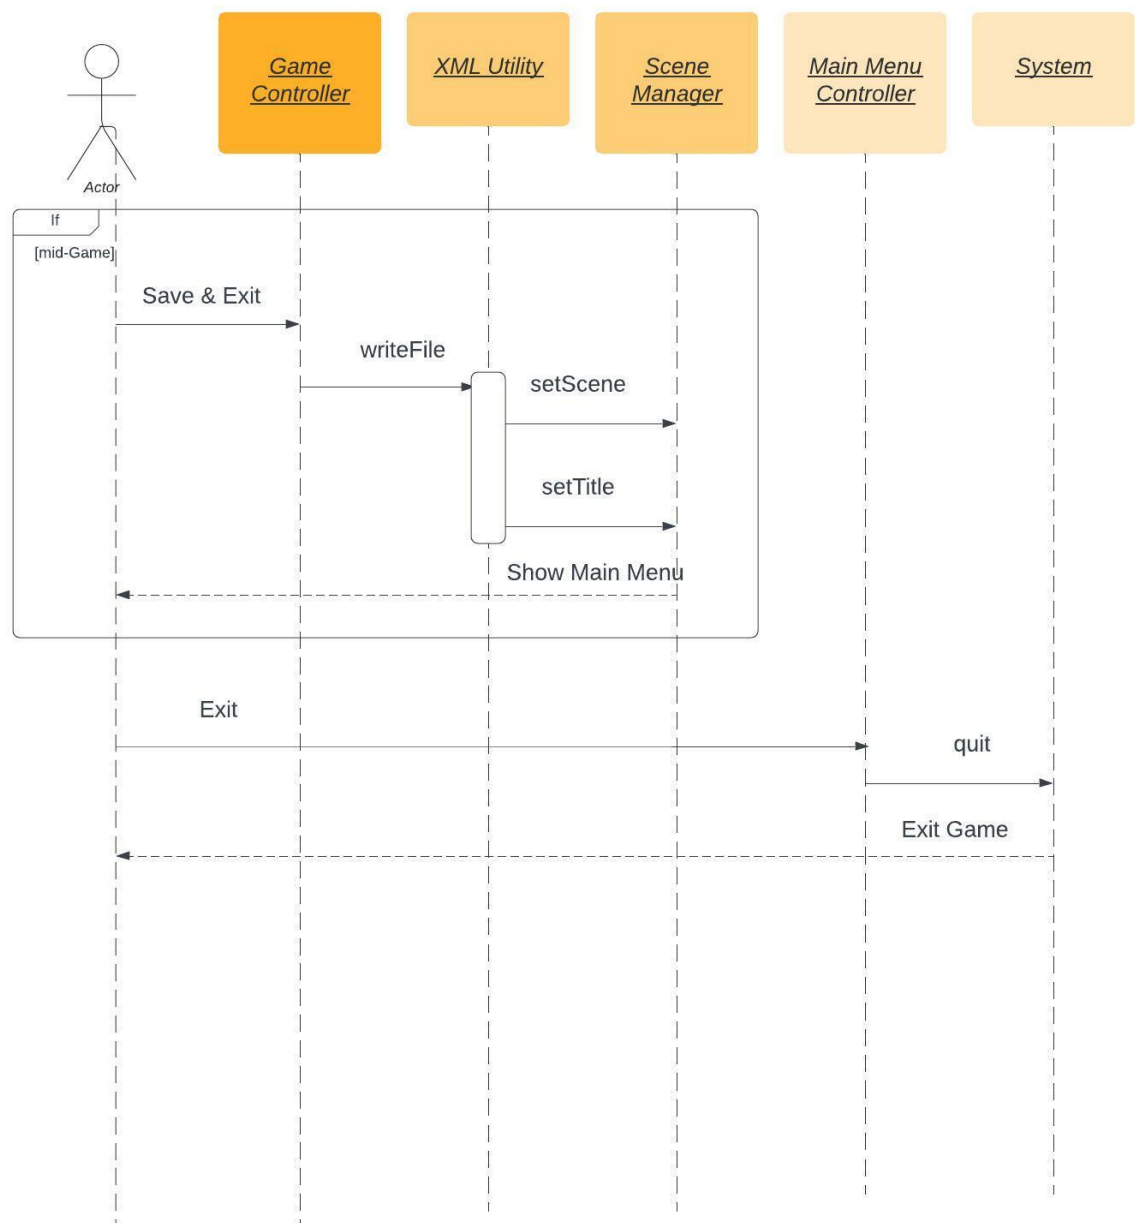 Game
Controller
XML Utility
Scene
Manager
Main Menu
Controller
System
Actor
If
[mid-Game]
Save & Exit
writeFile
setScene
setTitle
Show Main Menu
Exit
quit
Exit Game